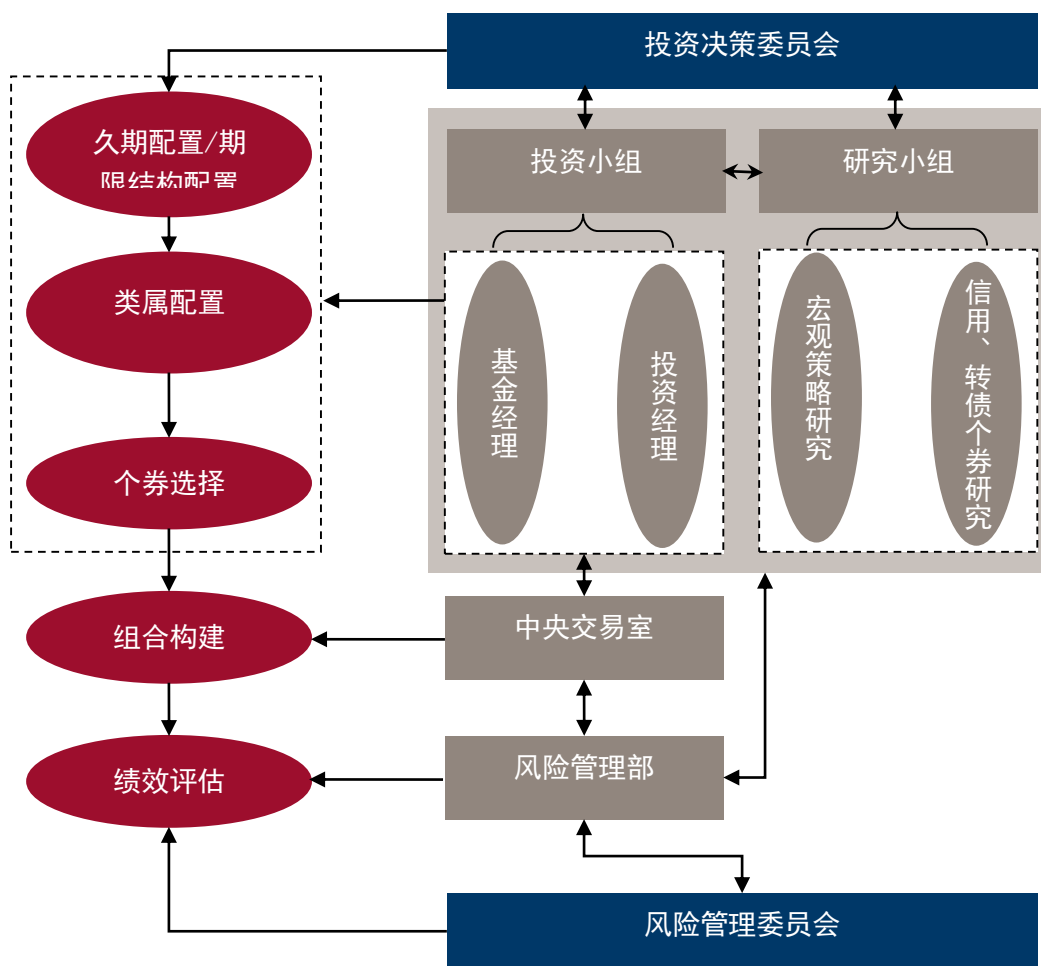 投资决策委员会
久期配置/期
限结构配置
投资小组
研究小组
类属配置
基金经理
投资经理
宏观策略研究
信用、转债个券研究
个券选择
组合构建
中央交易室
绩效评估
风险管理部
风险管理委员会